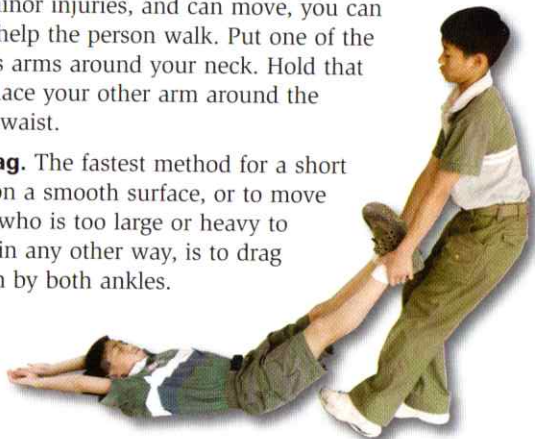 inor injuries, and can move, you can
help the person walk. Put one of the
s arms around your neck. Hold that
lace your other arm around the
waist.
ag. The fastest method for a short
on a smooth surface, or to move
who is too large or heavy to
in any other way, is to drag
n by both ankles.